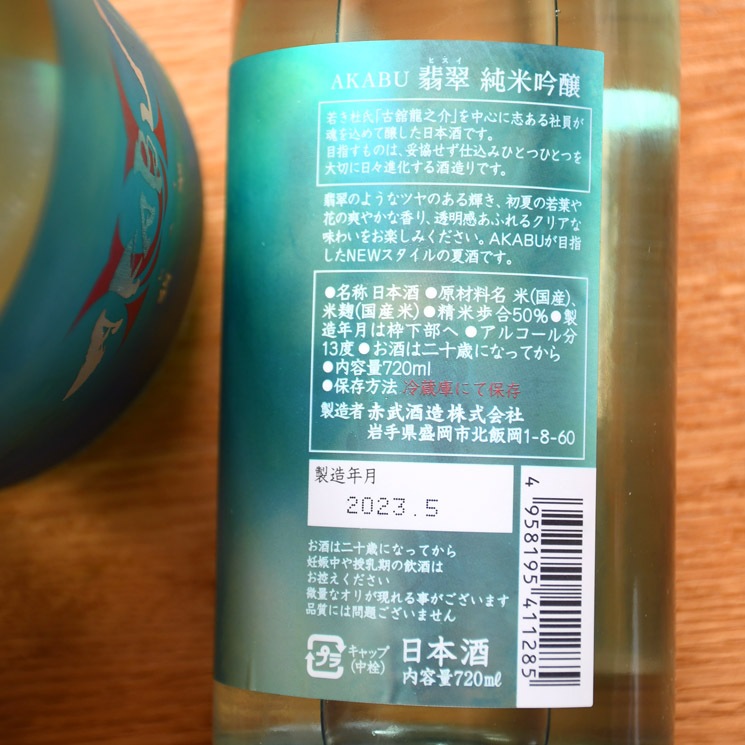 ヒスイ
AKABU 翡翠 純米吟醸
若き杜氏「古舘龍之介」を中心に志ある社員が
魂を込めて醸した日本酒です。
目指すものは、妥協せず仕込みひとつひとつを
大切に日々進化する酒造りです。
翡翠のようなツヤのある輝き、初夏の若葉や
花の爽やかな香り、透明感あふれるクリアな
味わいをお楽しみください。AKABUが目指
したNEWスタイルの夏酒です。
●名称 日本酒 ●原材料名 米(国産)、
米麹(国産米) ●精米歩合50% ●製
造年月は枠下部へ ●アルコール分
13度 ●お酒は二十歳になってから
●内容量720ml
●保存方法 冷蔵庫にて保存
製造者 赤武酒造株式会社
岩手県盛岡市北飯岡1-8-60
製造年月
2023.5
お酒は二十歳になってから
妊娠中や授乳期の飲酒は
お控えください
微量なオリが現れる事がございます
品質には問題ございません
プラ
キャップ
(中栓)
日本酒
内容量720ml
4 958195 411285